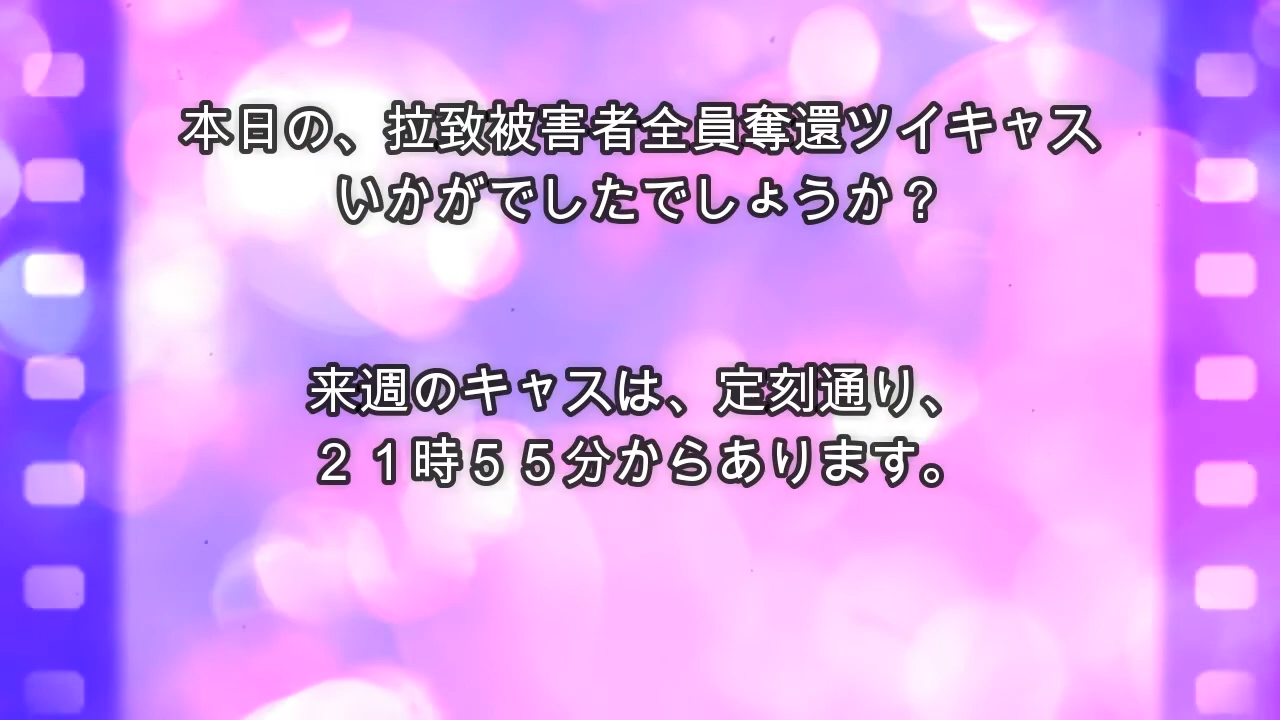 本日の、拉致被害者全員奪還ツイキャス
いかがでしたでしょうか？
来週のキャスは、定刻通り、
２１時５５分からあります。